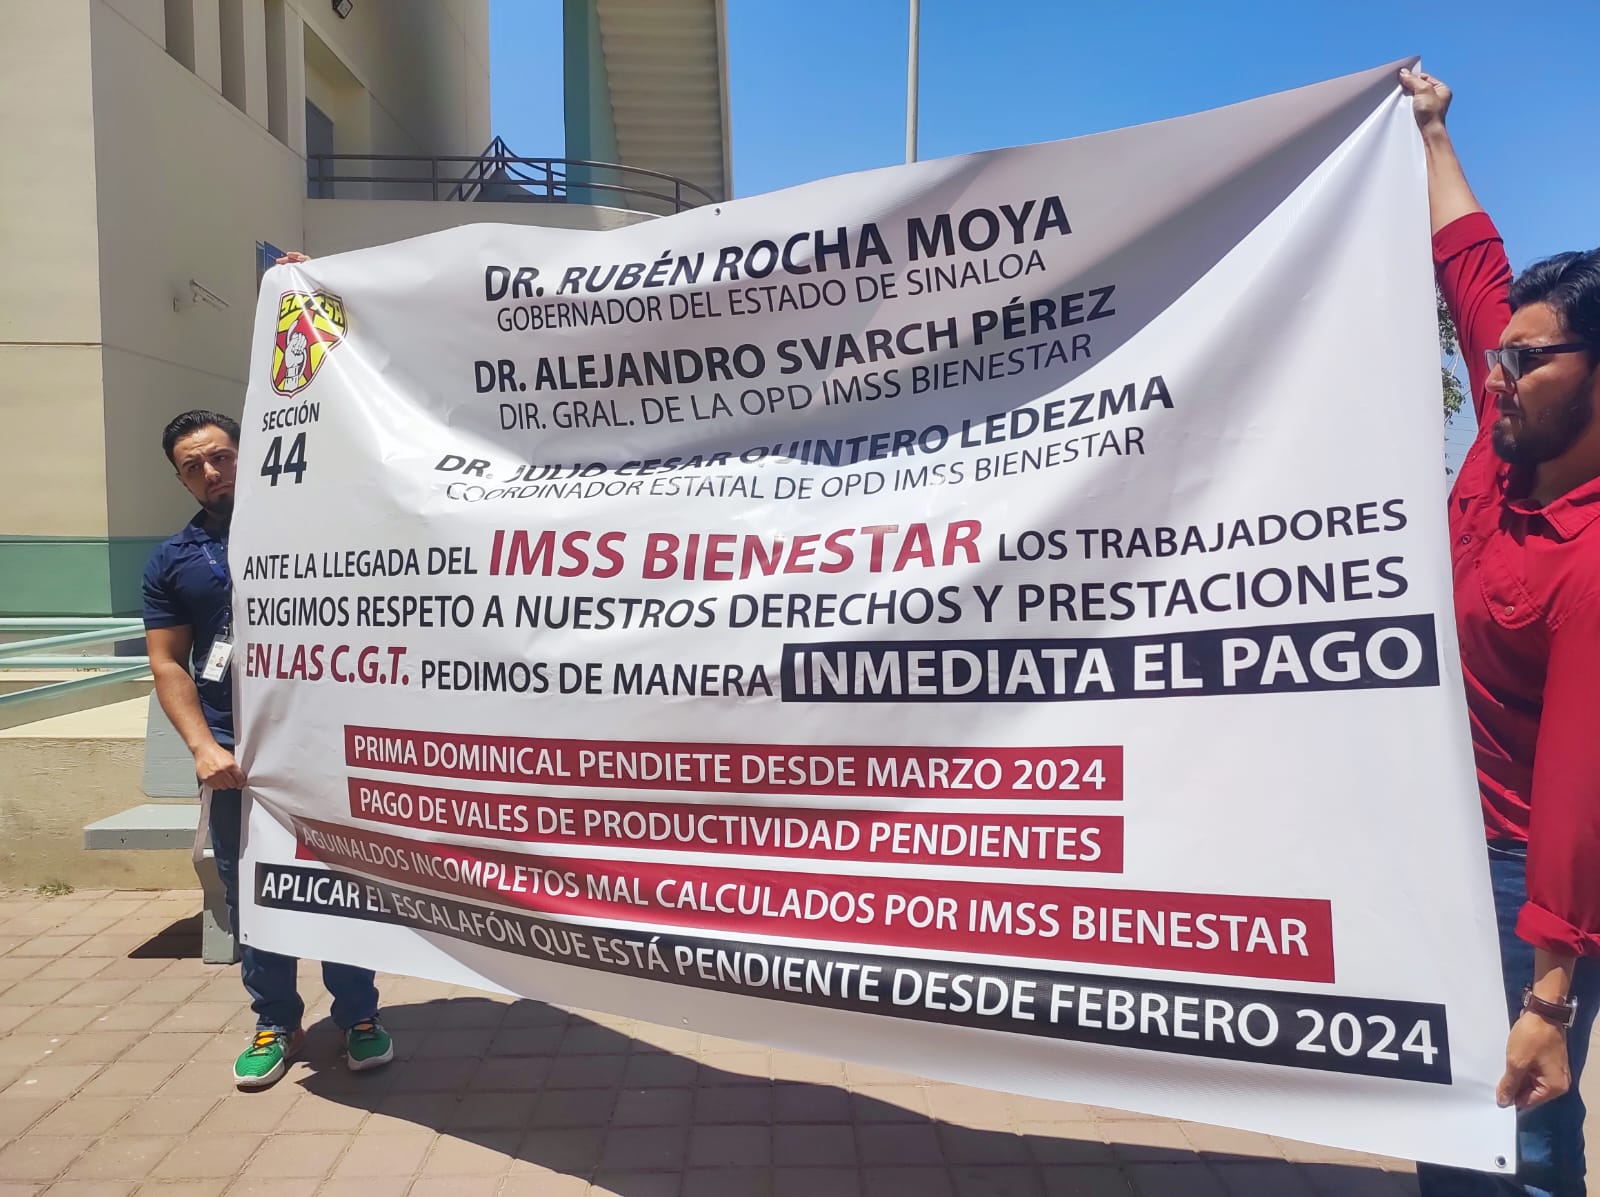 DR. RUBÉN ROCHA MOYA
GOBERNADOR DEL ESTADO DE SINALOA
DR. ALEJANDRO SVARCH PÉREZ
DIR. GRAL. DE LA OPD IMSS BIENESTAR
DR. JULIO CESAR QUINTERO LEDEZMA
COORDINADOR ESTATAL DE OPD IMSS BIENESTAR
SECCIÓN
44
ANTE LA LLEGADA DEL IMSS BIENESTAR LOS TRABAJADORES
EXIGIMOS RESPETO A NUESTROS DERECHOS Y PRESTACIONES
EN LAS C.G.T. PEDIMOS DE MANERA INMEDIATA EL PAGO
PRIMA DOMINICAL PENDIETE DESDE MARZO 2024
PAGO DE VALES DE PRODUCTIVIDAD PENDIENTES
AGUINALDOS INCOMPLETOS MAL CALCULADOS POR IMSS BIENESTAR
APLICAR EL ESCALAFÓN QUE ESTÁ PENDIENTE DESDE FEBRERO 2024